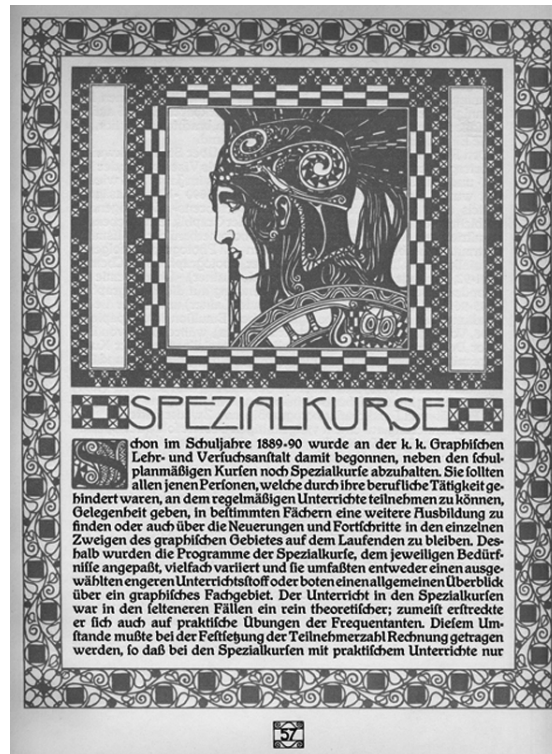 SPEZIALKURSE
Schon im Schuljahre 1889-90 wurde an der k. k. Graphischen
Lehr- und Versuchsanstalt damit begonnen, neben den schul-
planmäßigen Kursen noch Spezialkurse abzuhalten. Sie sollten
allen jenen Personen, welche durch ihre berufliche Tätigkeit ge-
hindert waren, an dem regelmäßigen Unterrichte teilnehmen zu können,
Gelegenheit geben, in bestimmten Fächern eine weitere Ausbildung zu
finden oder auch über die Neuerungen und Fortschritte in den einzelnen
Zweigen des graphischen Gebietes auf dem Laufenden zu bleiben. Des-
halb wurden die Programme der Spezialkurse, dem jeweiligen Bedürf-
nisse angepaßt, vielfach variiert und sie umfaßten entweder einen ausge-
wählten engeren Unterrichtsstoff oder boten einen allgemeinen Überblick
über ein graphisches Fachgebiet. Der Unterricht in den Spezialkursen
war in den selteneren Fällen ein rein theoretischer; zumeist erstreckte
er sich auch auf praktische Übungen der Frequentanten. Diesem Um-
stande mußte bei der Festsetzung der Teilnehmerzahl Rechnung getragen
werden, so daß bei den Spezialkursen mit praktischem Unterrichte nur
57